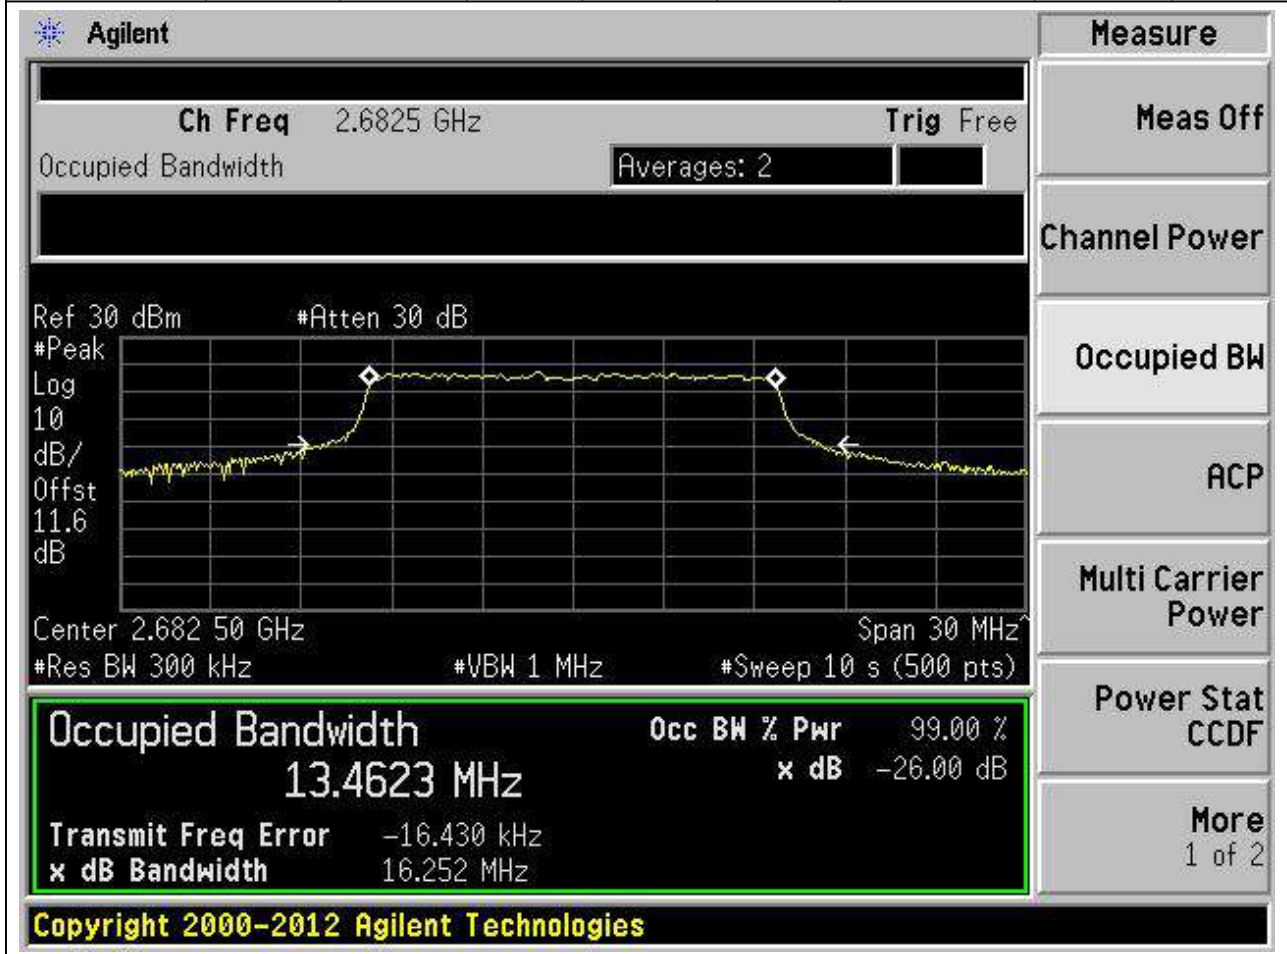 Agilent
Measure
Ch Freq 2.6825 GHz Trig Free
Meas Off
Occupied Bandwidth Averages: 2
Channel Power
Ref 30 dBm #Atten 30 dB
#Peak
Log
10
dB/
Offst
11.6
dB
Occupied BW
ACP
Multi Carrier
Power
Center 2.682 50 GHz Span 30 MHz^
#Res BW 300 kHz #VBW 1 MHz #Sweep 10 s (500 pts)
Power Stat
CCDF
Occupied Bandwidth Occ BW % Pwr 99.00 %
13.4623 MHz x dB -26.00 dB
Transmit Freq Error -16.430 kHz
x dB Bandwidth 16.252 MHz
More
1 of 2
Copyright 2000-2012 Agilent Technologies